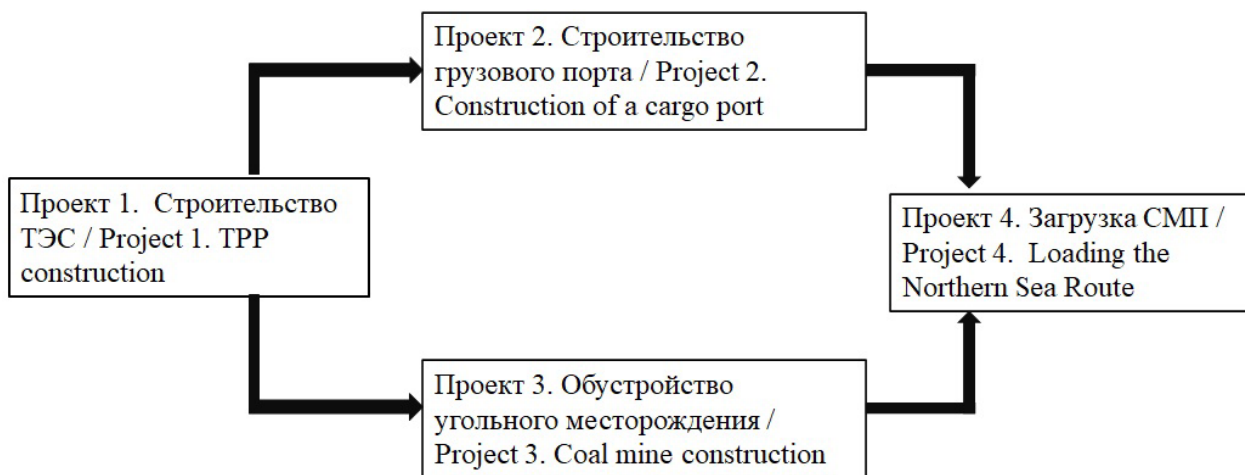 Проект 2. Строительство
грузового порта / Project 2.
Construction of a cargo port
Проект 1. Строительство
ТЭС / Project 1. TPP
construction
Проект 4. Загрузка СМП /
Project 4. Loading the
Northern Sea Route
Проект 3. Обустройство
угольного месторождения /
Project 3. Coal mine construction